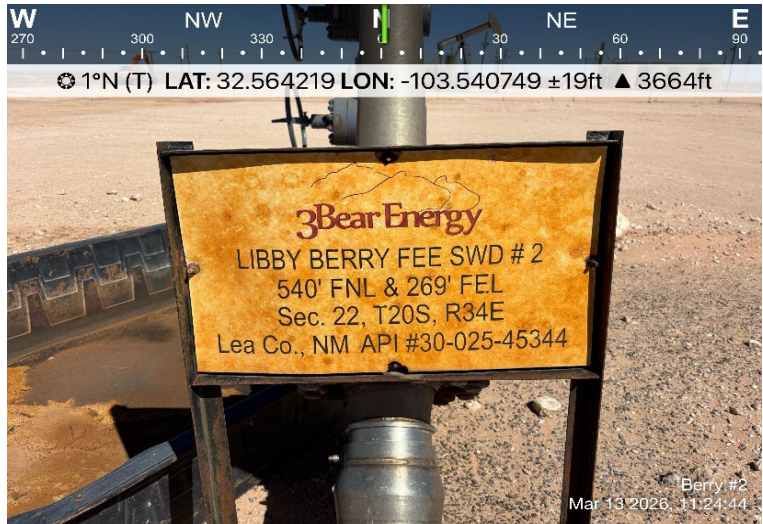 W NW N NE E
270 300 330 0 30 60 90
1°N (T) LAT: 32.564219 LON: -103.540749 ±19ft ▲ 3664ft
3Bear Energy
LIBBY BERRY FEE SWD # 2
540' FNL & 269' FEL
Sec. 22, T20S, R34E
Lea Co., NM API #30-025-45344
Berry #2
Mar 13 2026, 11:24:44